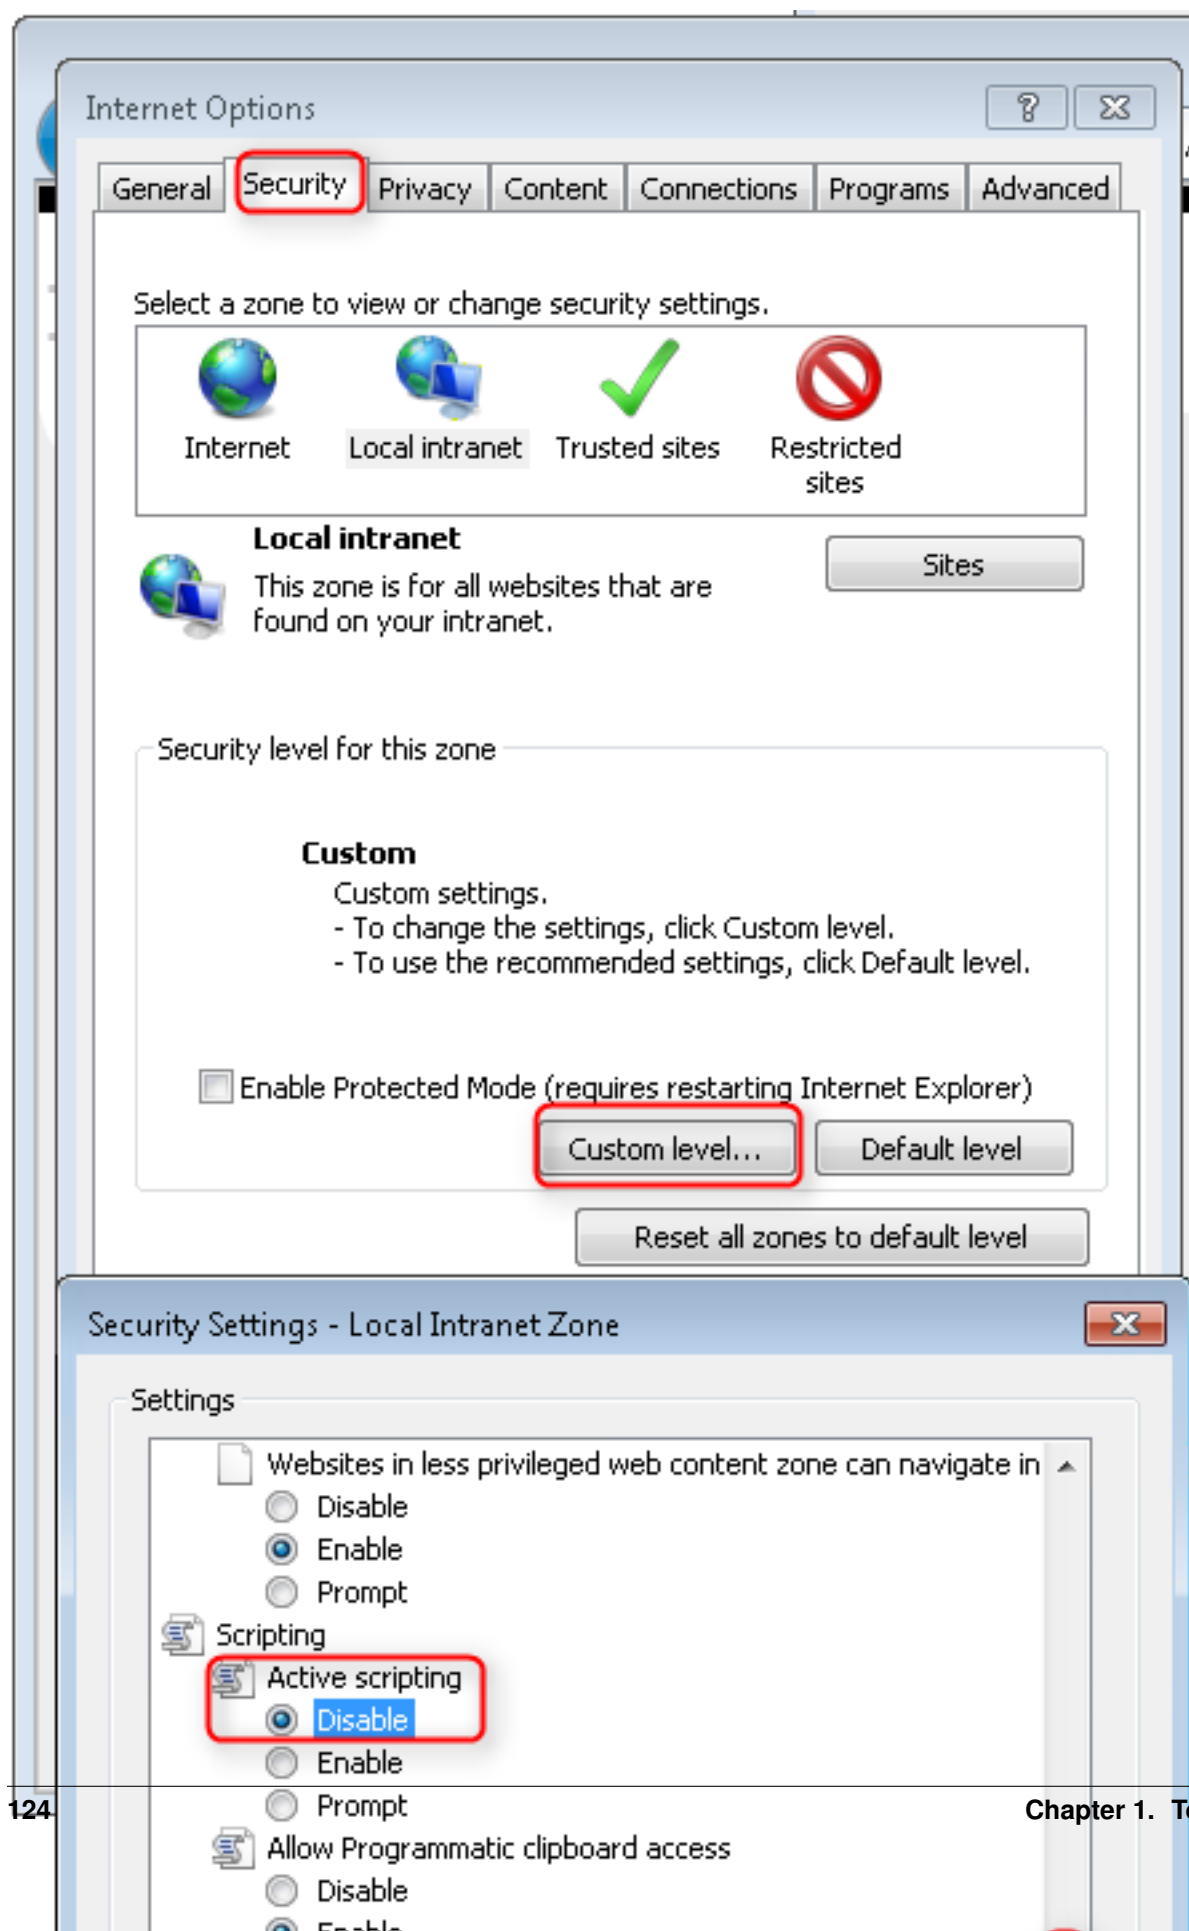 Internet Options
General Security Privacy Content Connections Programs Advanced
Select a zone to view or change security settings.
Internet Local intranet Trusted sites Restricted sites
Local intranet
Sites
This zone is for all websites that are
found on your intranet.
Security level for this zone
Custom
Custom settings.
- To change the settings, click Custom level.
- To use the recommended settings, click Default level.
Enable Protected Mode (requires restarting Internet Explorer)
Custom level... Default level
Reset all zones to default level
Security Settings - Local Intranet Zone
Settings
Websites in less privileged web content zone can navigate in
Disable
Enable
Prompt
Scripting
Active scripting
Disable
Enable
Prompt
124 Chapter 1.
Allow Programmatic clipboard access
Disable
Enable